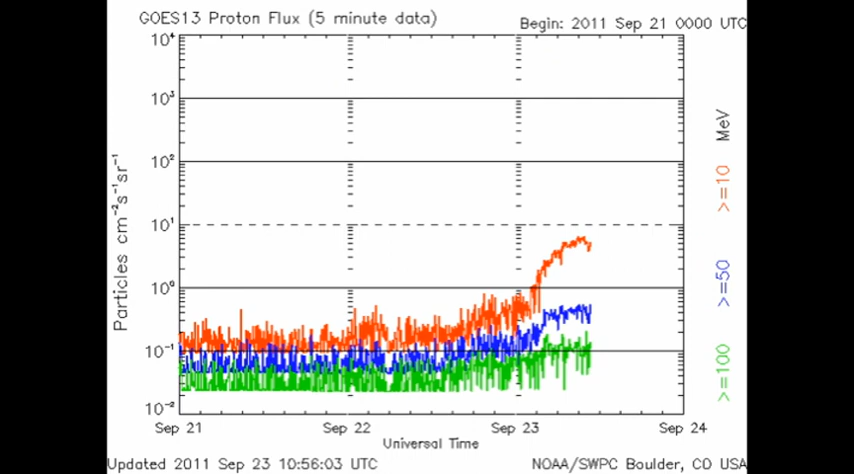 GOES13 Proton Flux (5 minute data)
Begin: 2011 Sep 21 0000 UTC
10⁴
10³
10²
10¹
10⁰
10⁻¹
10⁻²
Particles cm⁻²s⁻¹sr⁻¹
MeV
>=10
>=50
>=100
Sep 21
Sep 22
Sep 23
Sep 24
Universal Time
Updated 2011 Sep 23 10:56:03 UTC
NOAA/SWPC Boulder, CO USA